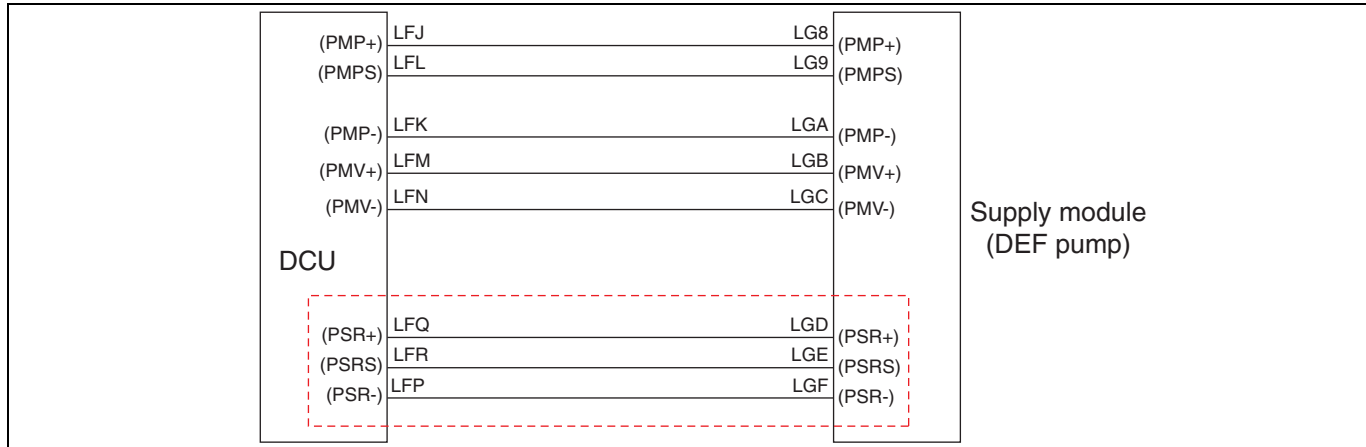 (PMP+) LFJ LG8 (PMP+)
(PMPS) LFL LG9 (PMPS)
(PMP-) LFK LGA (PMP-)
(PMV+) LFM LGB (PMV+)
(PMV-) LFN LGC (PMV-)
Supply module
(DEF pump)
DCU
(PSR+) LFQ LGD (PSR+)
(PSRS) LFR LGE (PSRS)
(PSR-) LFP LGF (PSR-)